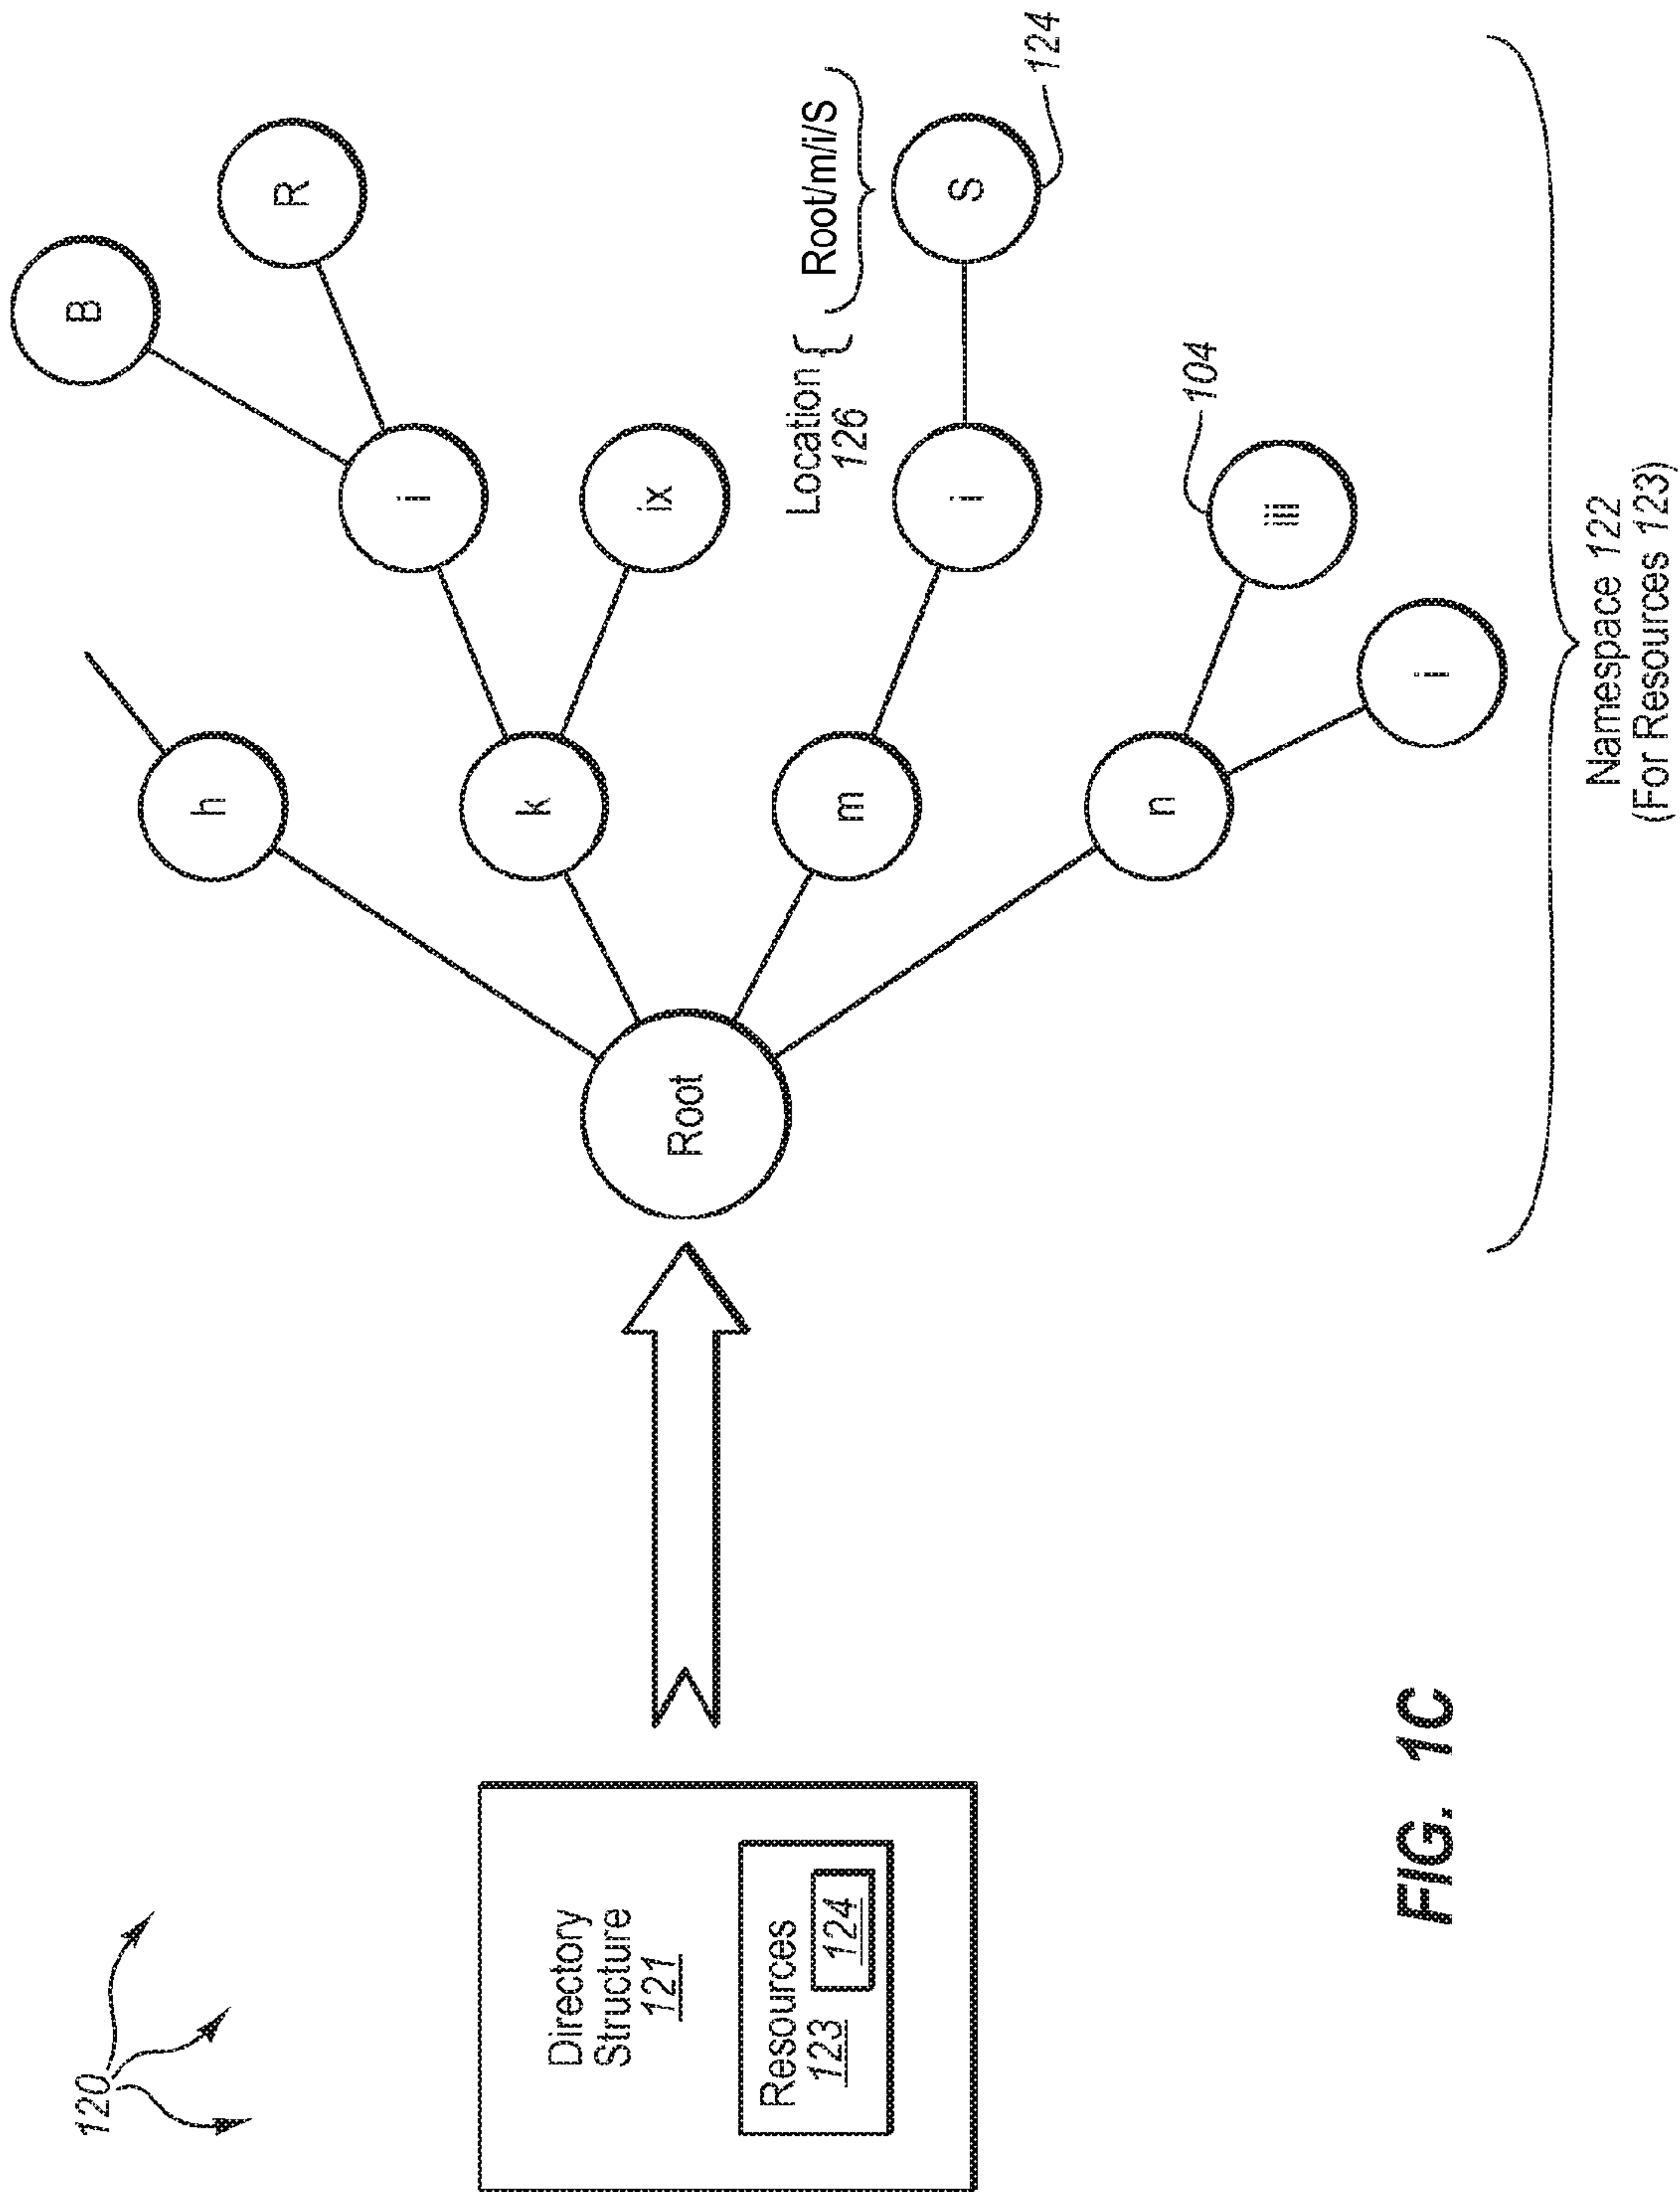 120
B
h
R
i
k
Directory
Structure
121
ix
Root
Resources
123
124
Location
126
Root/m/i/S
m
i
S
124
n
104
iii
i
FIG. 1C
Namespace 122
(For Resources 123)